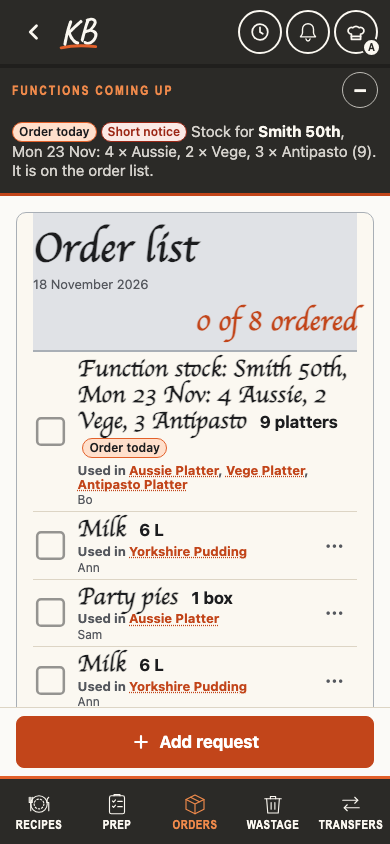 KB
A
FUNCTIONS COMING UP
Order today Short notice Stock for Smith 50th,
Mon 23 Nov: 4 × Aussie, 2 × Vege, 3 × Antipasto (9).
It is on the order list.
Order list
18 November 2026
0 of 8 ordered
Function stock: Smith 50th,
Mon 23 Nov: 4 Aussie, 2
Vege, 3 Antipasto 9 platters
Order today
Used in Aussie Platter, Vege Platter,
Antipasto Platter
Bo
Milk 6 L
Used in Yorkshire Pudding
Ann
Party pies 1 box
Used in Aussie Platter
Sam
Milk 6 L
Used in Yorkshire Pudding
Ann
+ Add request
RECIPES PREP ORDERS WASTAGE TRANSFERS